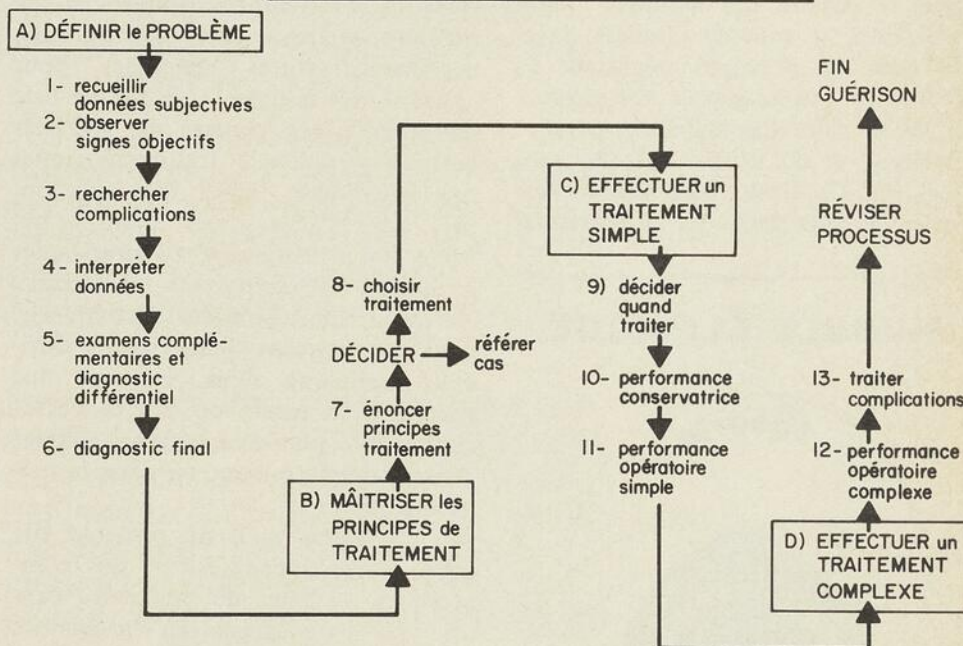 A) DÉFINIR le PROBLÈME
1- recueillir
données subjectives
2- observer
signes objectifs
3- rechercher
complications
4- interpréter
données
5- examens complé-
mentaires et
diagnostic
différentiel
6- diagnostic final
B) MÂITRISER les
PRINCIPES de
TRAITEMENT
7- énoncer
principes
traitement
DÉCIDER
référer
cas
8- choisir
traitement
C) EFFECTUER un
TRAITEMENT
SIMPLE
9) décider
quand
traiter
10- performance
conservatrice
11- performance
opératoire
simple
D) EFFECTUER un
TRAITEMENT
COMPLEXE
12- performance
opératoire
complexe
13- traiter
complications
RÉVISER
PROCESSUS
FIN
GUÉRISON